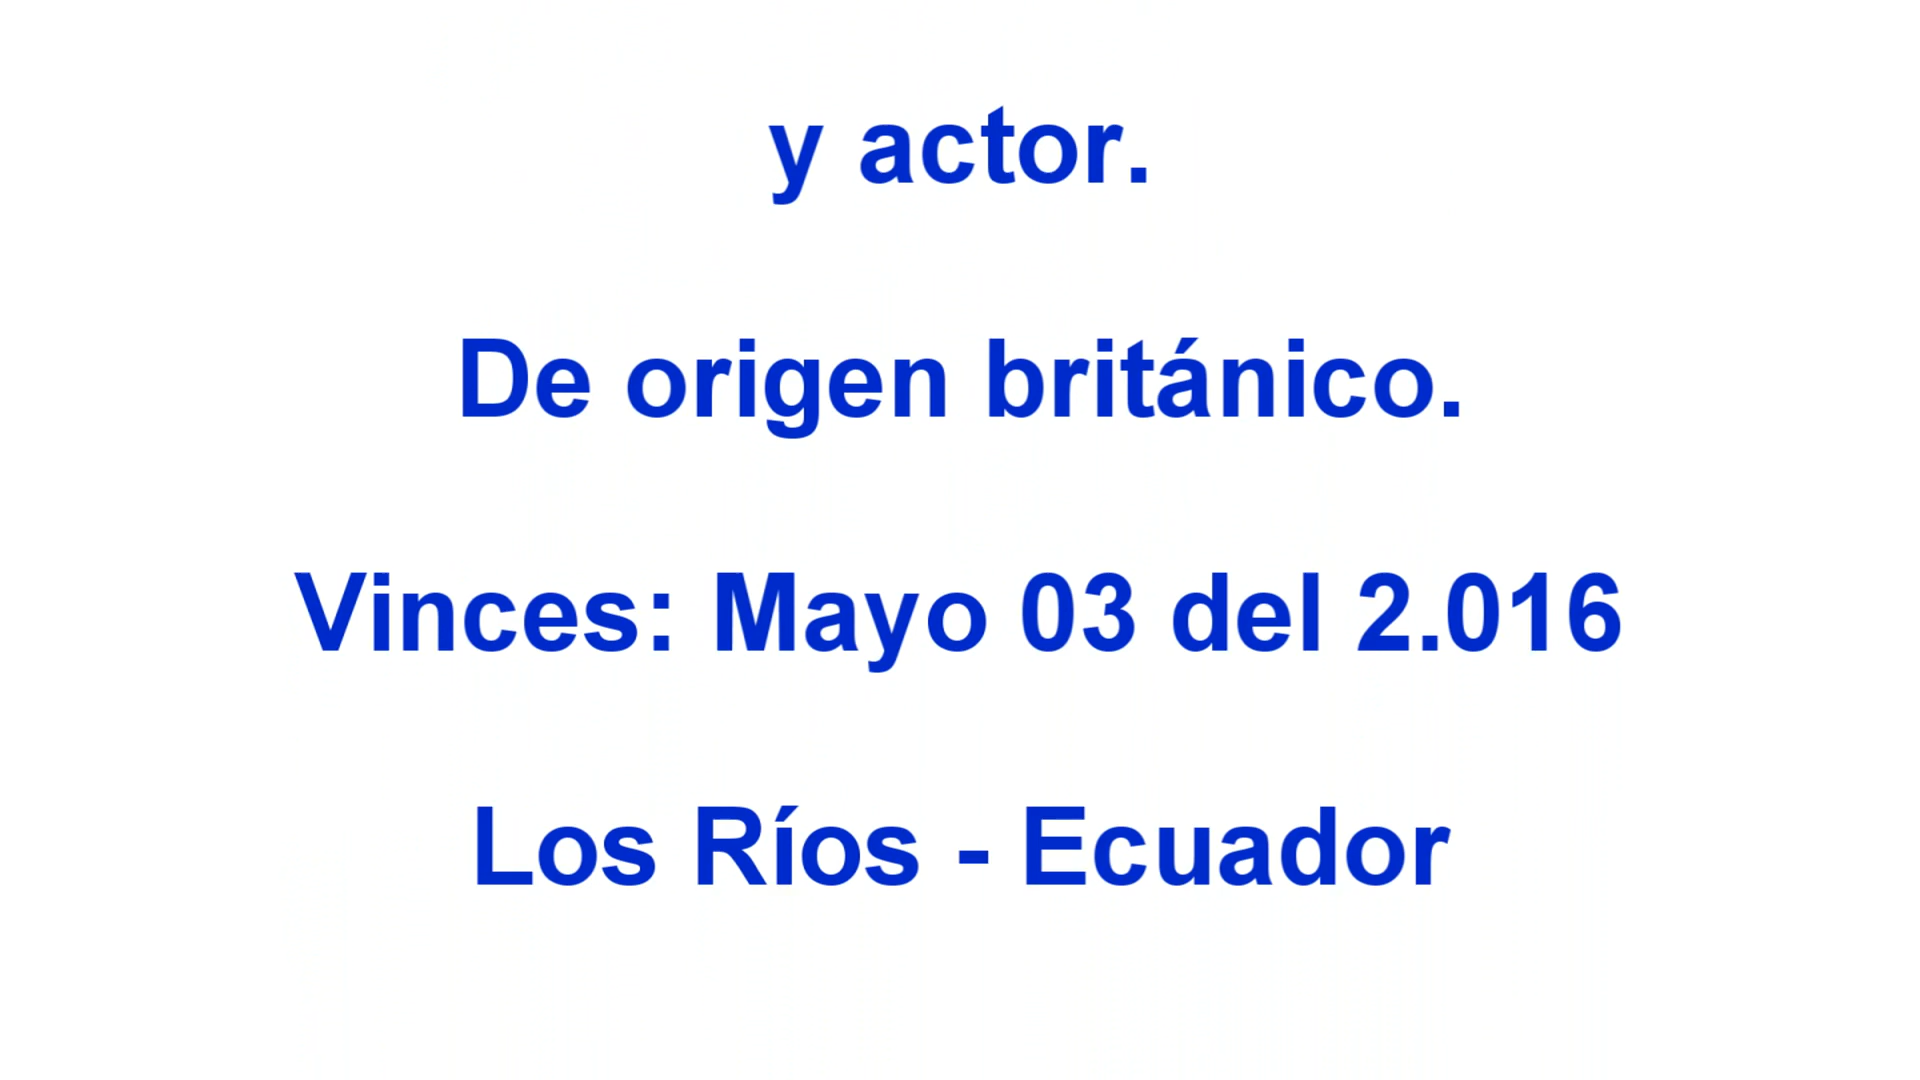 y actor.
De origen británico.
Vinces: Mayo 03 del 2.016
Los Ríos - Ecuador